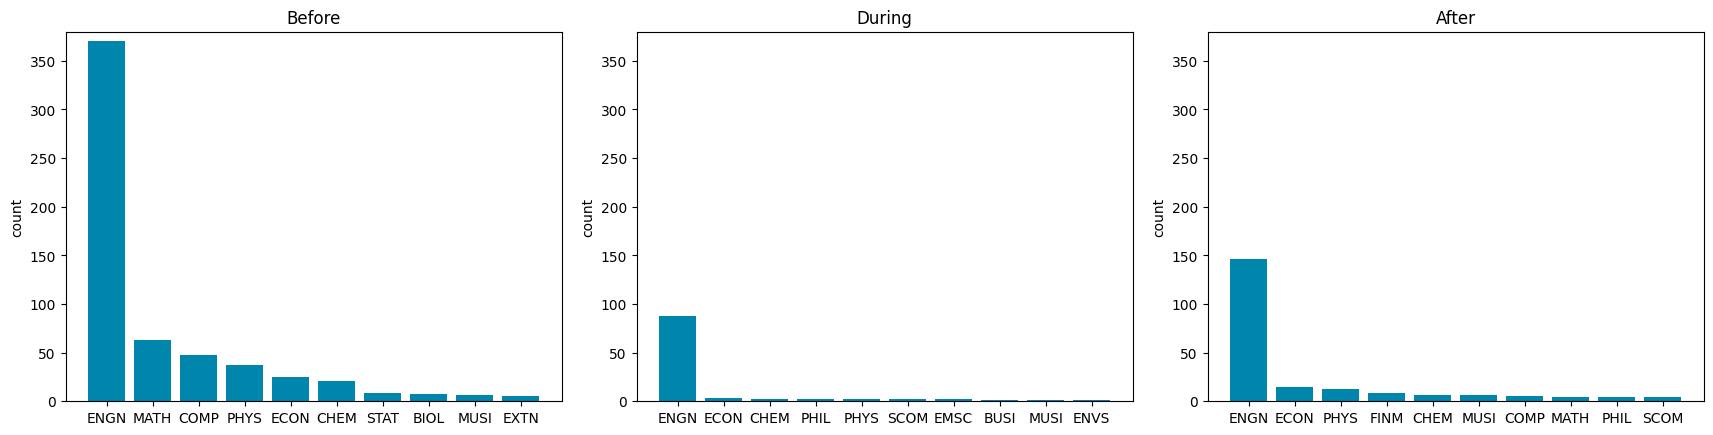 Before
During
After
count
350
300
250
200
150
100
50
0
ENGN MATH COMP PHYS ECON CHEM STAT BIOL MUSI EXTN
count
350
300
250
200
150
100
50
0
ENGN ECON CHEM PHIL PHYS SCOM EMSC BUSI MUSI ENVS
count
350
300
250
200
150
100
50
0
ENGN ECON PHYS FINM CHEM MUSI COMP MATH PHIL SCOM